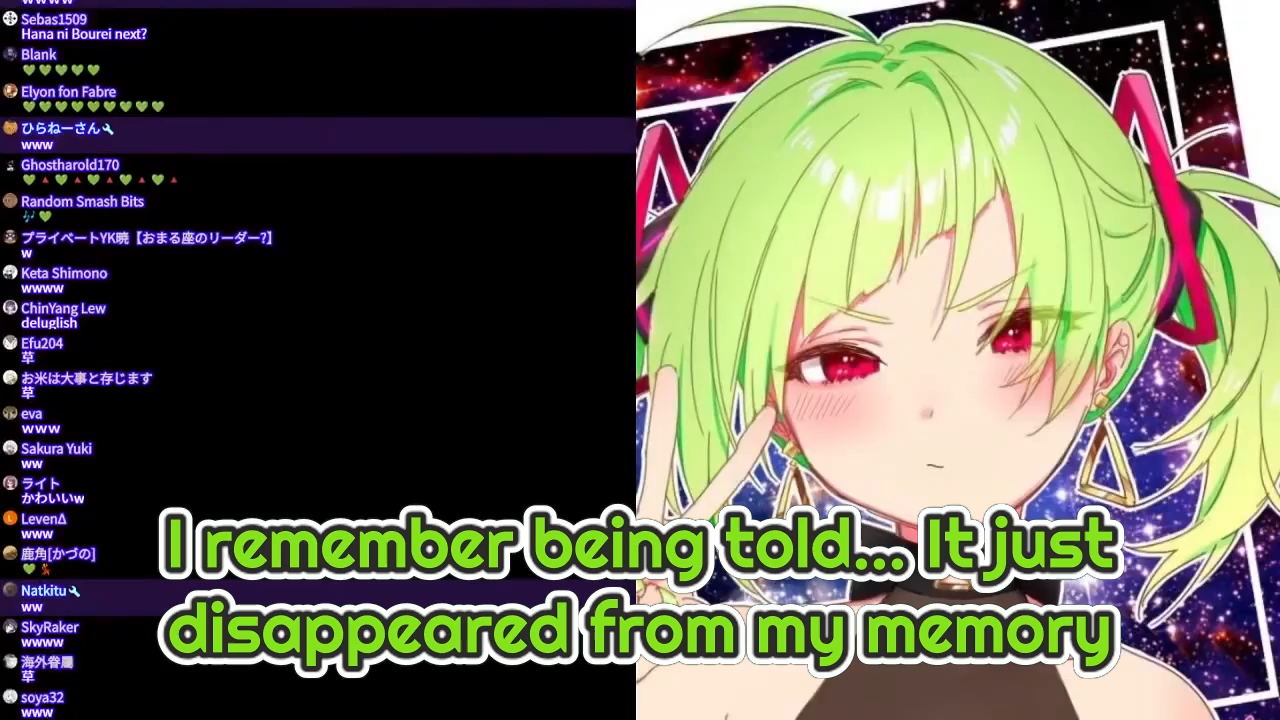 wwww
Sebas1509
Hana ni Bourei next?
Blank
💚💚💚💚💚
Elyon fon Fabre
💚💚💚💚💚💚💚💚💚
ひらねーさん🔧
www
Ghostharold170
💚🔺💚🔺💚🔺💚🔺💚🔺
Random Smash Bits
🎶💚
プライベートYK暁【おまる座のリーダー?】
w
Keta Shimono
wwww
ChinYang Lew
deluglish
Efu204
草
お米は大事と存じます
草
eva
ｗｗｗ
Sakura Yuki
ww
ライト
かわいいw
LevenΔ
www
鹿角[かづの]
💚💃
Natkitu🔧
ww
SkyRaker
wwww
海外眷屬
草
soya32
www
I remember being told... It just
disappeared from my memory